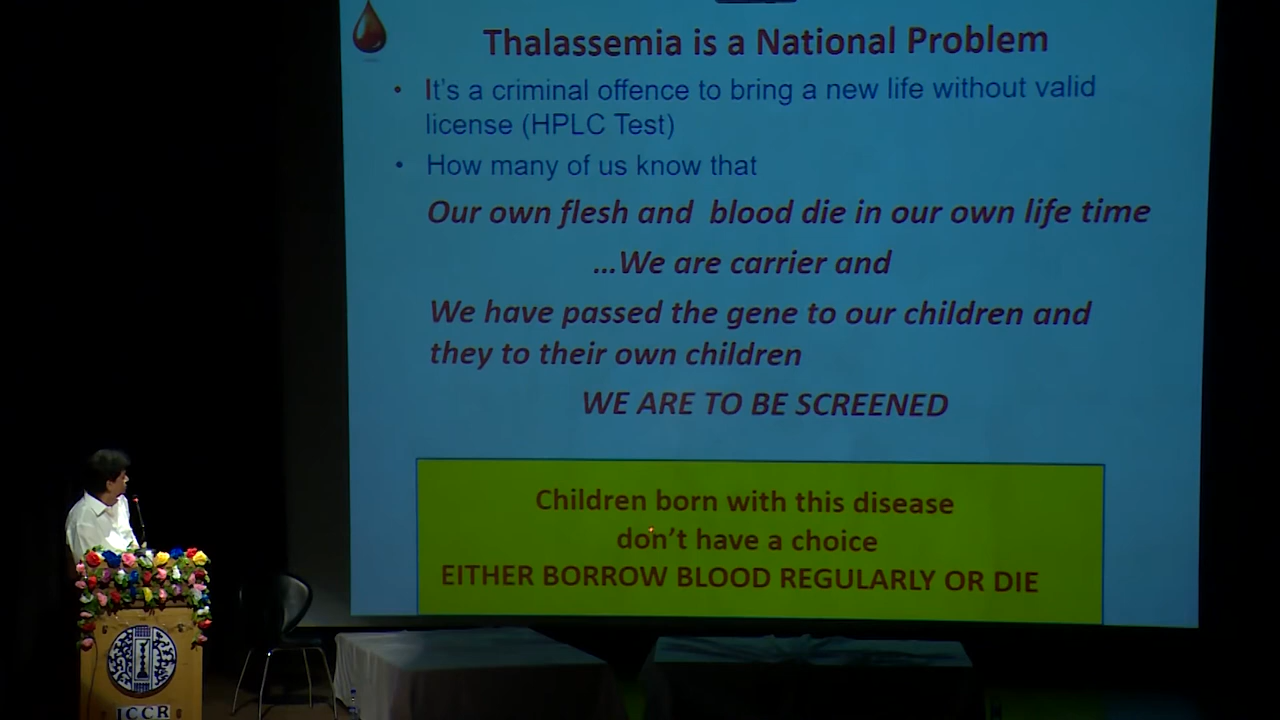 Thalassemia is a National Problem
• It's a criminal offence to bring a new life without valid
license (HPLC Test)
• How many of us know that
Our own flesh and blood die in our own life time
...We are carrier and
We have passed the gene to our children and
they to their own children
WE ARE TO BE SCREENED
Children born with this disease
don't have a choice
EITHER BORROW BLOOD REGULARLY OR DIE
ICCR